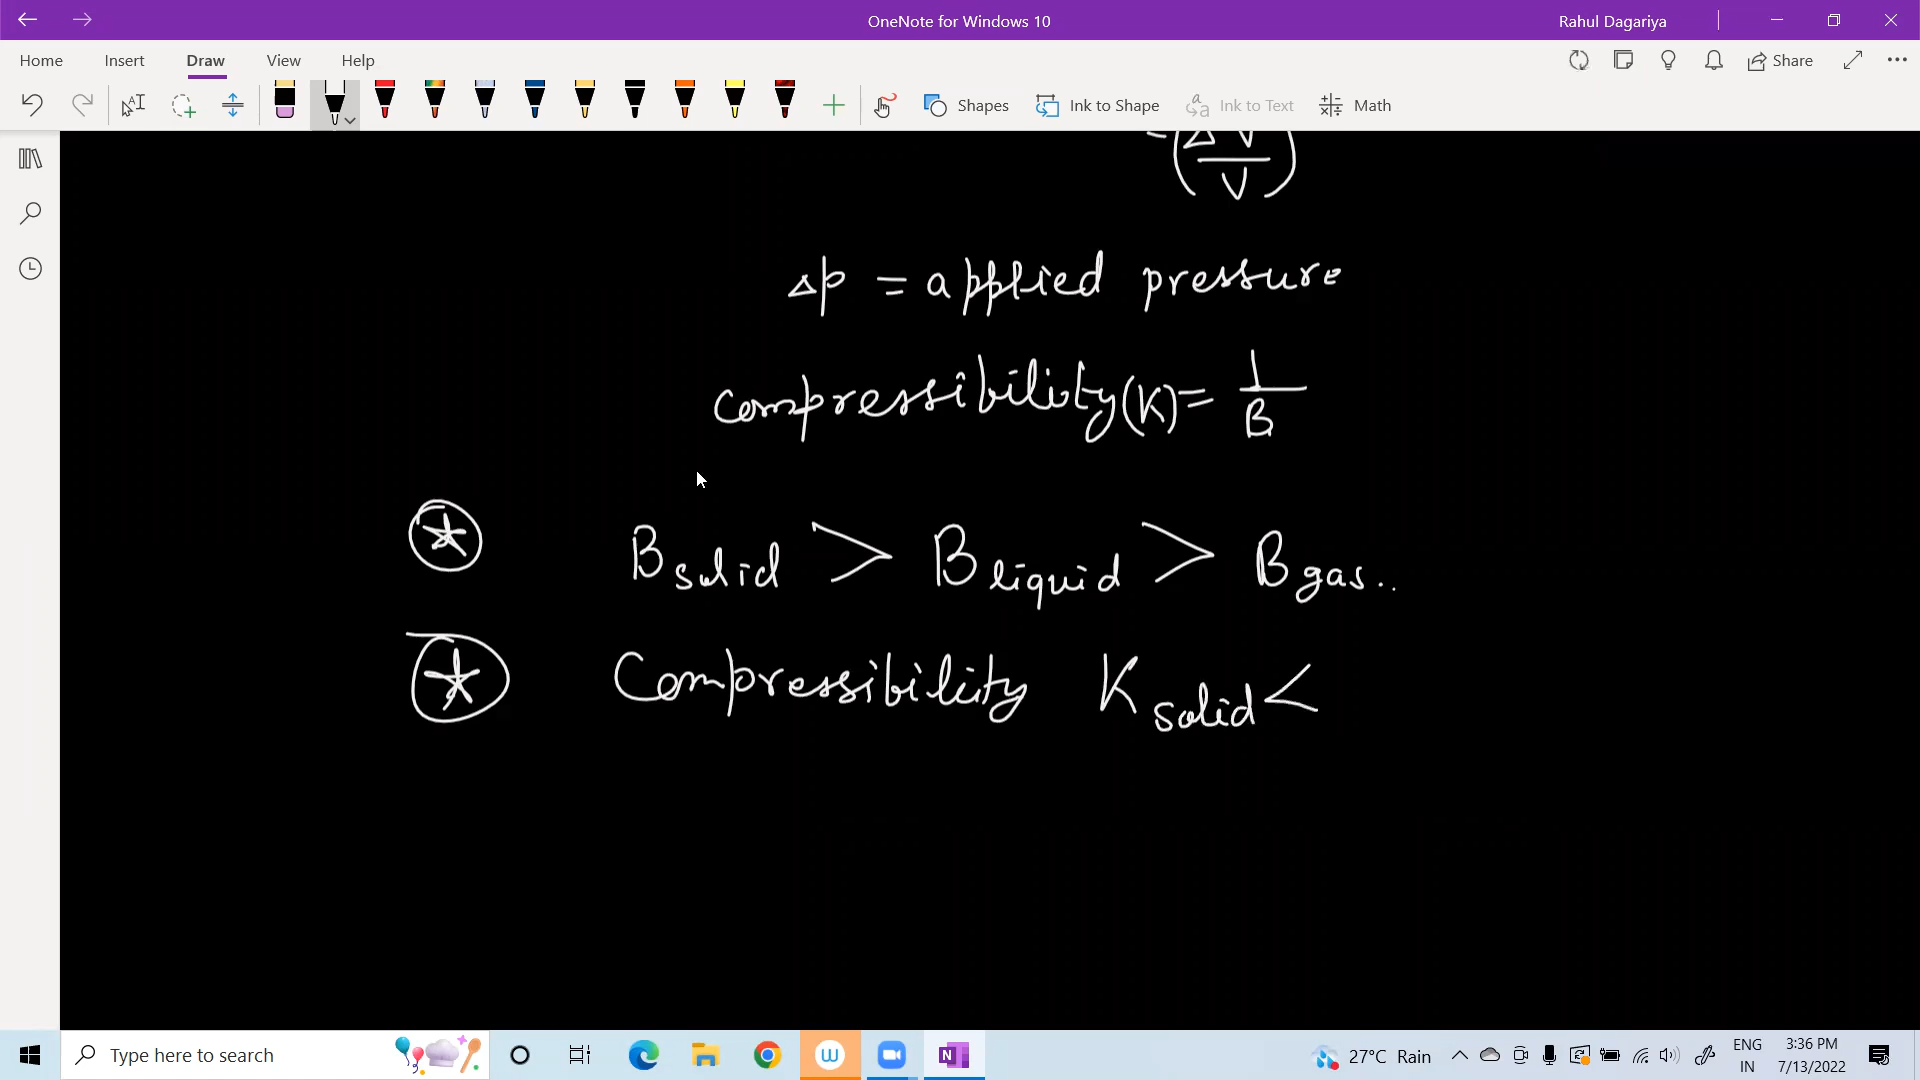 OneNote for Windows 10
Rahul Dagariya
Home Insert Draw View Help
Share
Shapes Ink to Shape Ink to Text Math
-(ΔV/V)
Δp = applied pressure
compressibility(K) = 1/B
B solid > B liquid > B gas..
Compressibility K solid <
Type here to search
27°C Rain
ENG
IN
3:36 PM
7/13/2022